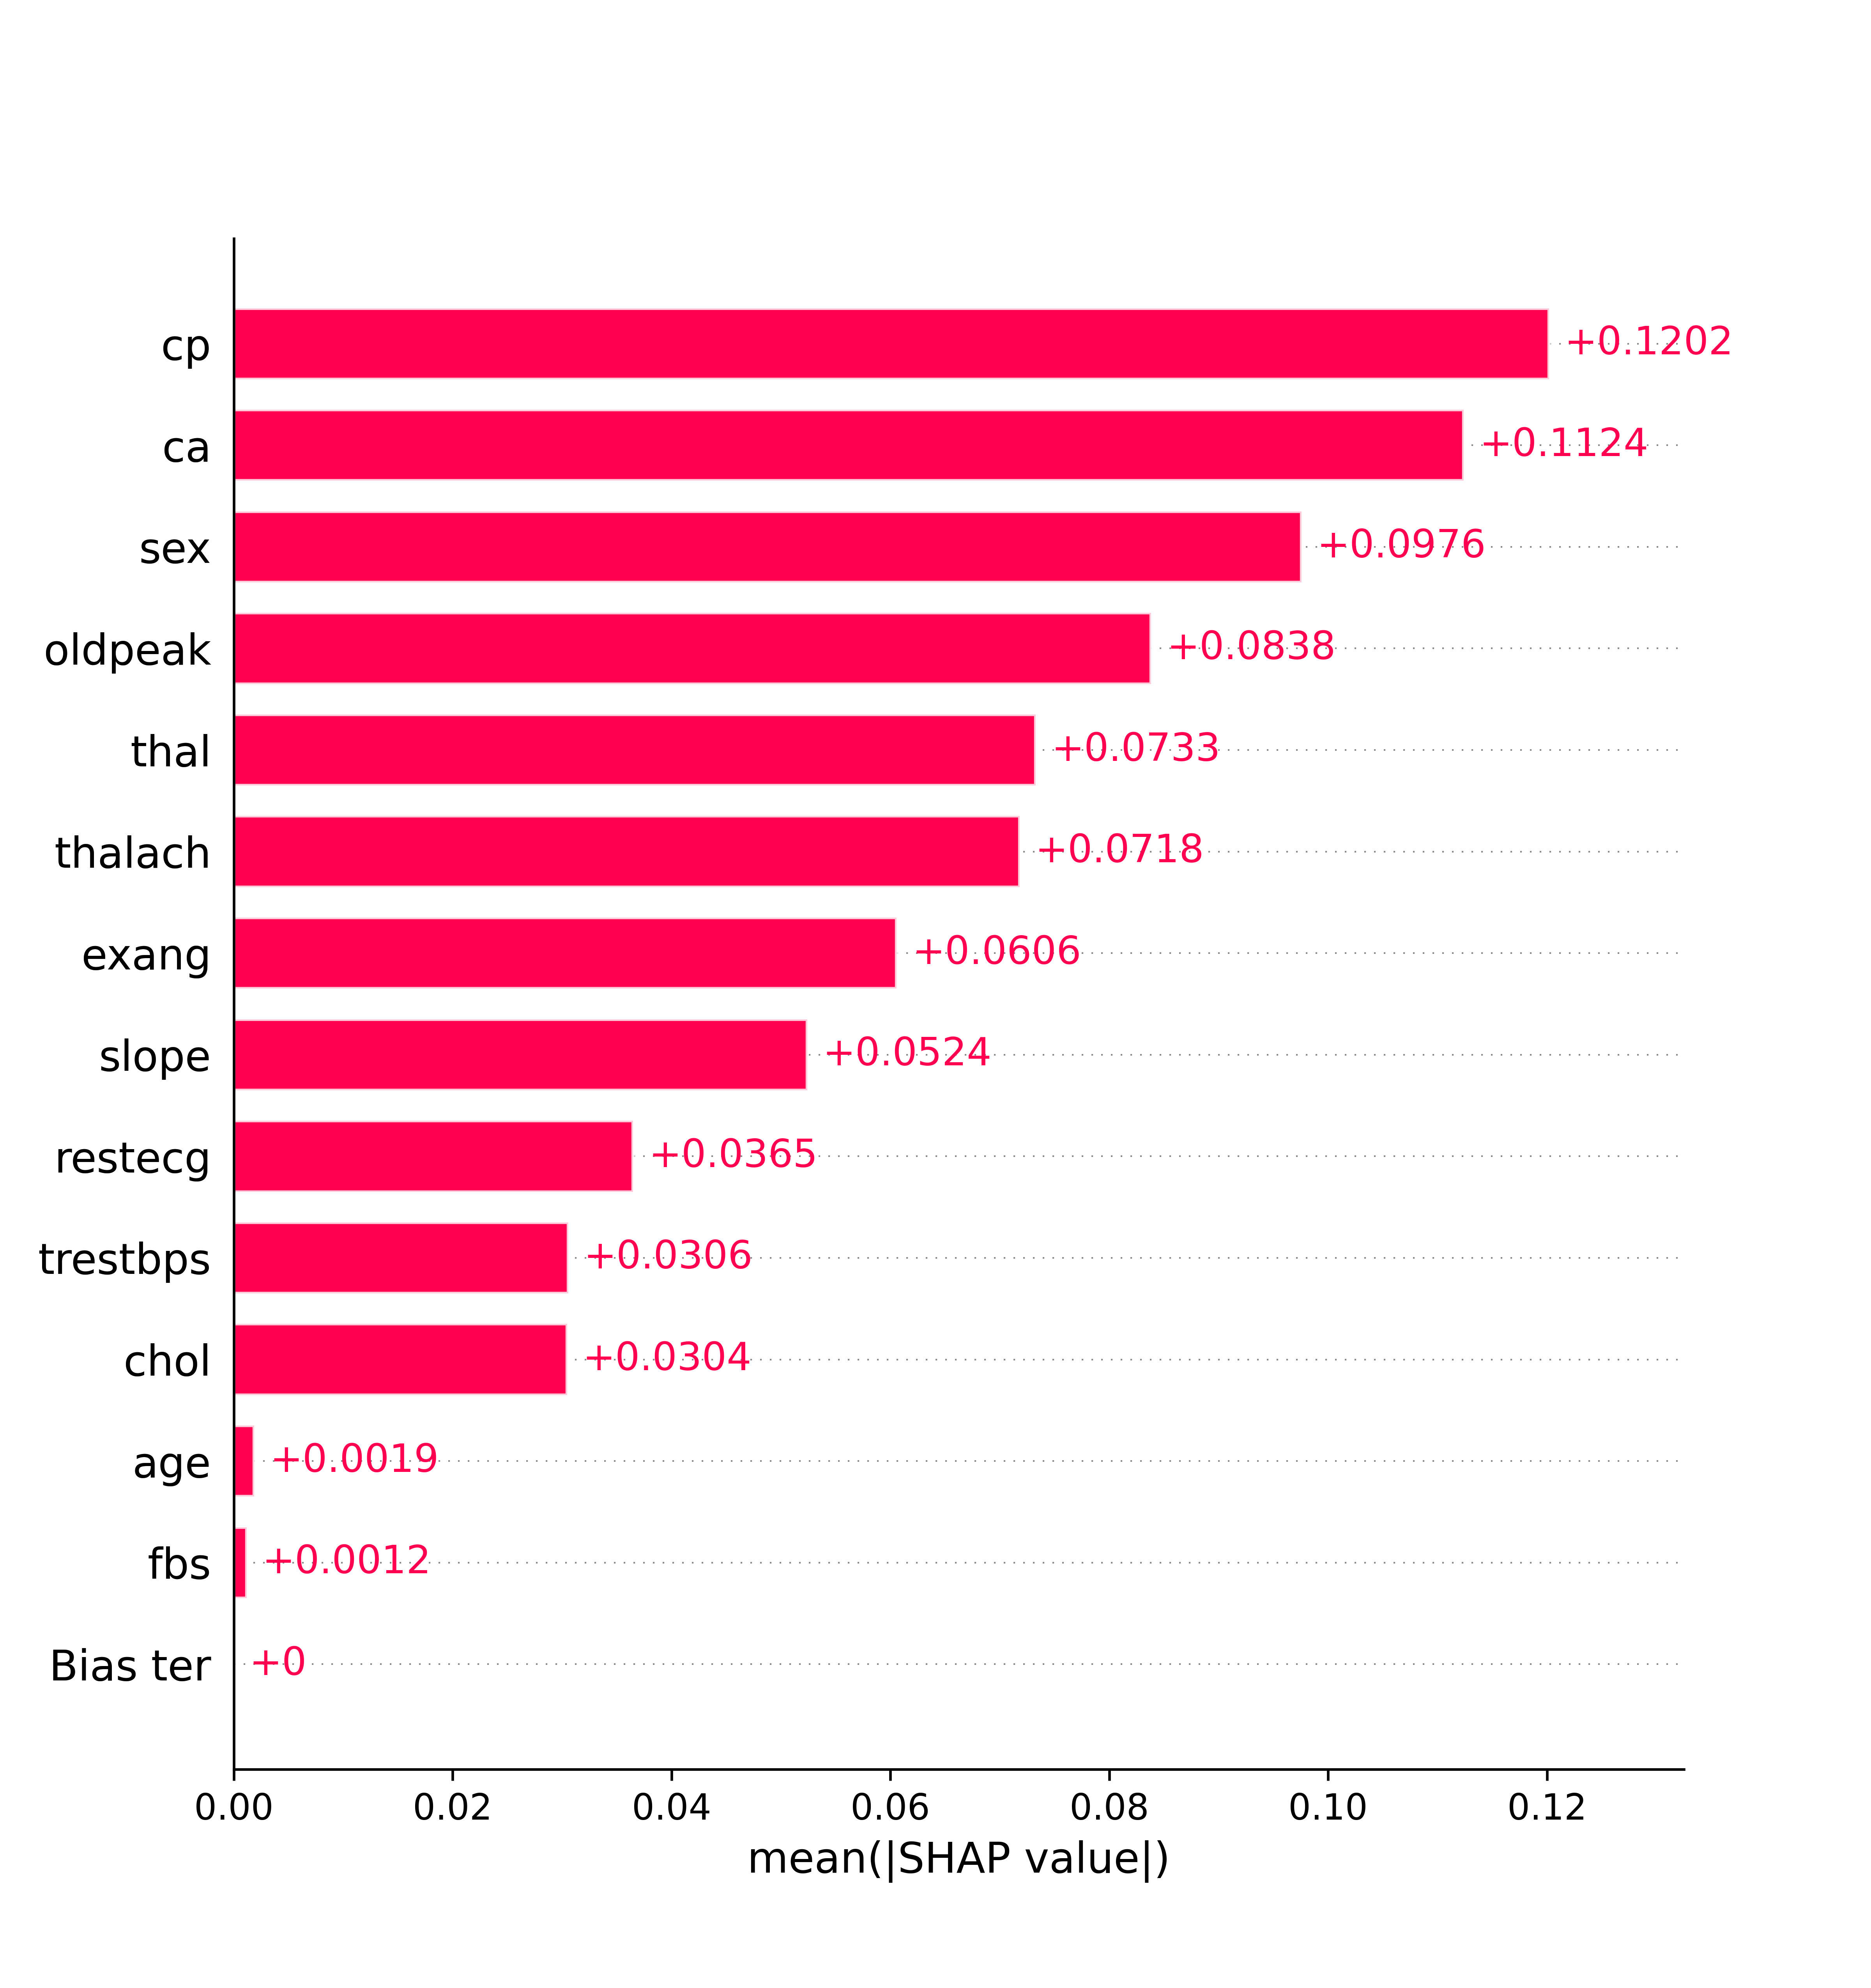 cp +0.1202
ca +0.1124
sex +0.0976
oldpeak +0.0838
thal +0.0733
thalach +0.0718
exang +0.0606
slope +0.0524
restecg +0.0365
trestbps +0.0306
chol +0.0304
age +0.0019
fbs +0.0012
Bias ter +0
0.00 0.02 0.04 0.06 0.08 0.10 0.12
mean(|SHAP value|)